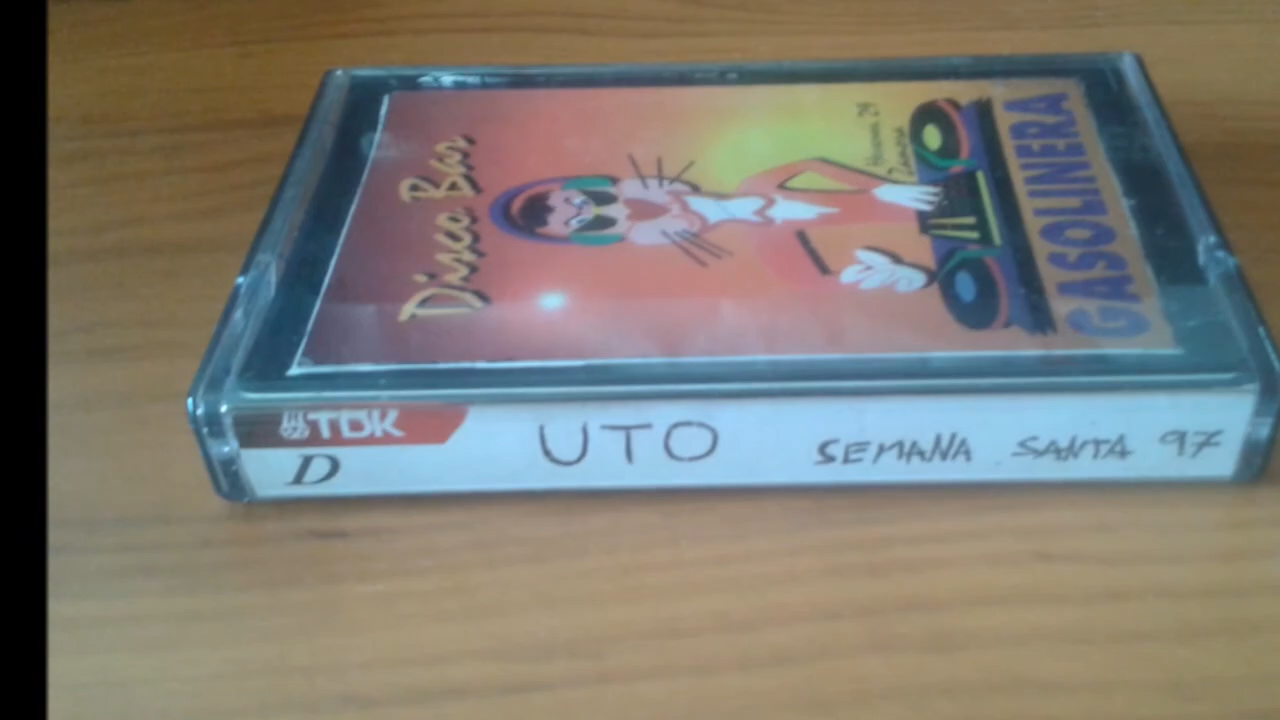 Disco Bar
GASOLINERA
TDK
D
UTO SEMANA SANTA 97